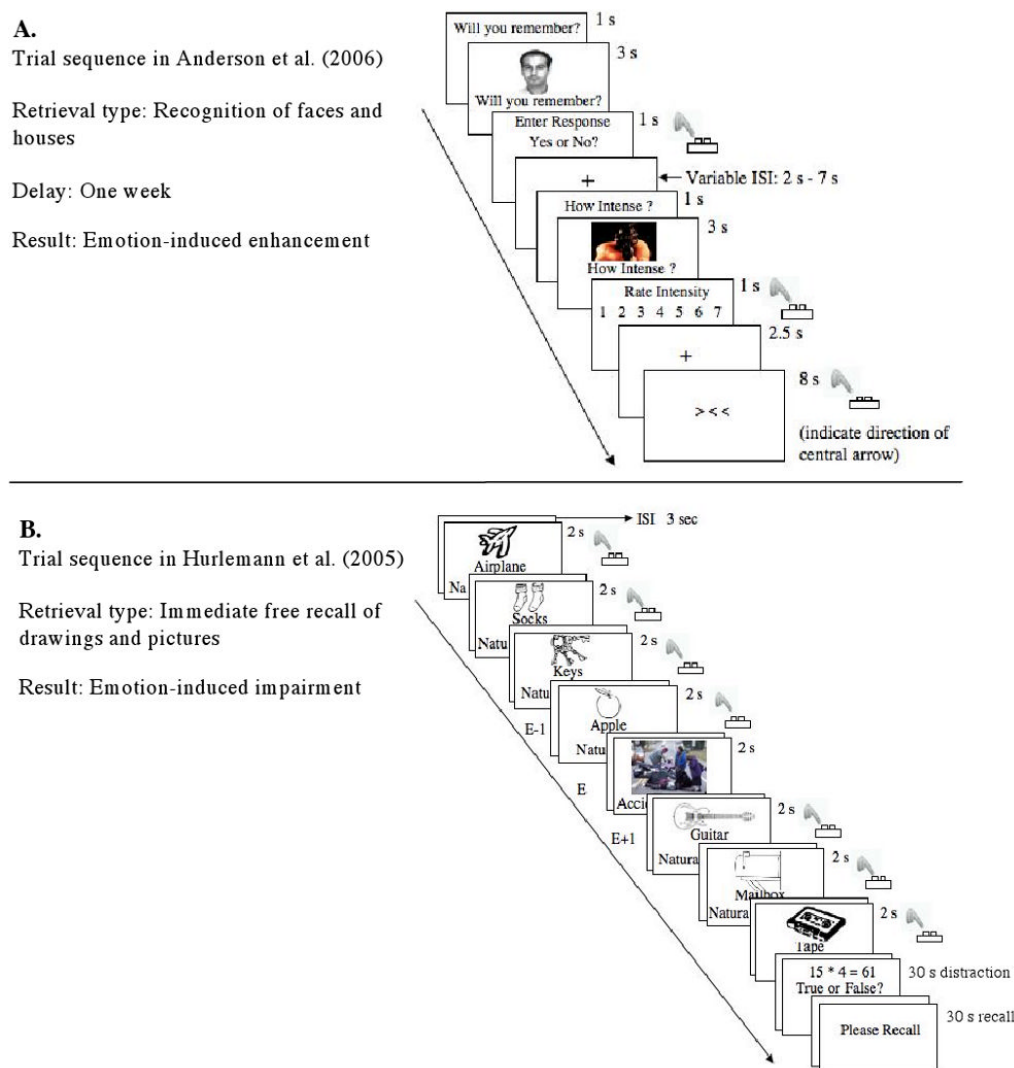 A.
Trial sequence in Anderson et al. (2006)
Retrieval type: Recognition of faces and
houses
Delay: One week
Result: Emotion-induced enhancement
Will you remember?
1 s
3 s
Will you remember?
Enter Response
Yes or No?
1 s
+
Variable ISI: 2 s - 7 s
How Intense ?
1 s
3 s
How Intense ?
Rate Intensity
1 2 3 4 5 6 7
1 s
2.5 s
+
8 s
> < <
(indicate direction of
central arrow)
B.
Trial sequence in Hurlemann et al. (2005)
Retrieval type: Immediate free recall of
drawings and pictures
Result: Emotion-induced impairment
ISI 3 sec
2 s
Airplane
Na
2 s
Socks
Natu
2 s
Keys
Natu
2 s
E-1
Apple
Natu
2 s
E
Accid
E+1
2 s
Guitar
Natura
2 s
Mailbox
Natura
2 s
Tape
15 * 4 = 61
True or False?
30 s distraction
30 s recall
Please Recall